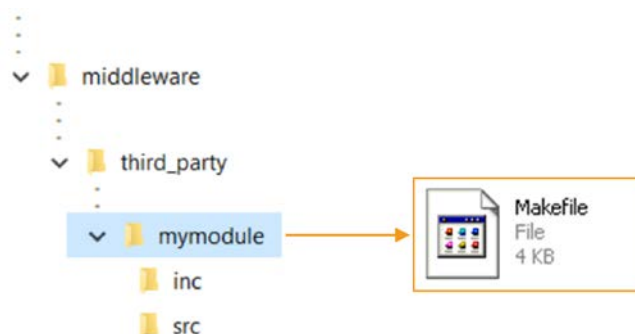 middleware
third_party
mymodule
Makefile
File
4 KB
inc
src